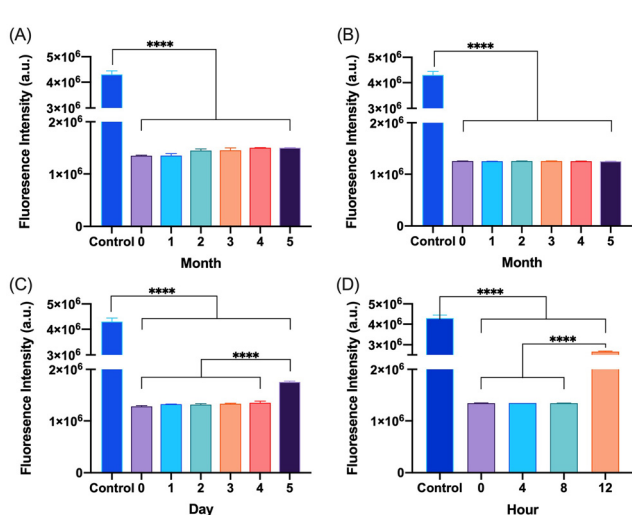 (A)
****
Fluoresence Intensity (a.u.)
5×10⁶
4×10⁶
3×10⁶
2×10⁶
1×10⁶
0
Control 0 1 2 3 4 5
Month
(B)
****
Fluoresence Intensity (a.u.)
5×10⁶
4×10⁶
3×10⁶
2×10⁶
1×10⁶
0
Control 0 1 2 3 4 5
Month
(C)
****
****
Fluoresence Intensity (a.u.)
5×10⁶
4×10⁶
3×10⁶
2×10⁶
1×10⁶
0
Control 0 1 2 3 4 5
Day
(D)
****
****
Fluoresence Intensity (a.u.)
5×10⁶
4×10⁶
3×10⁶
2×10⁶
1×10⁶
0
Control 0 4 8 12
Hour